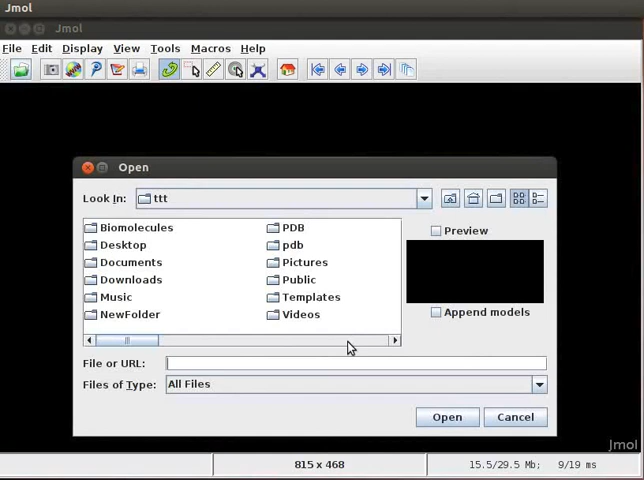 Jmol
Jmol
File Edit Display View Tools Macros Help
Open
Look In: ttt
Biomolecules PDB
Desktop pdb
Documents Pictures
Downloads Public
Music Templates
NewFolder Videos
Preview
Append models
File or URL:
Files of Type: All Files
Open Cancel
Jmol
815 x 468 15.5/29.5 Mb; 9/19 ms